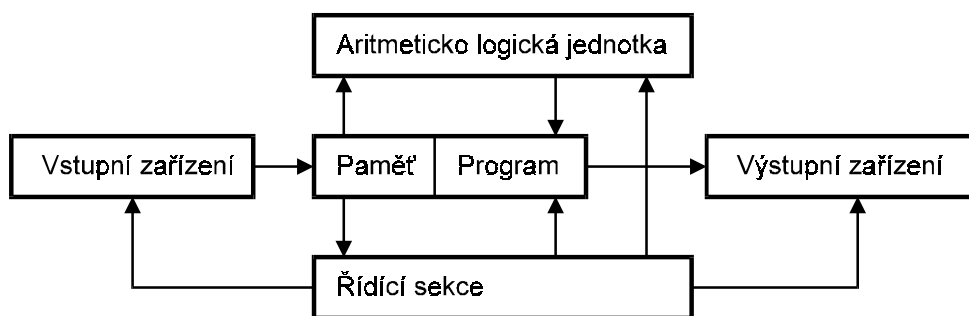 Aritmeticko logická jednotka
Vstupní zařízení
Paměť
Program
Výstupní zařízení
Řídící sekce